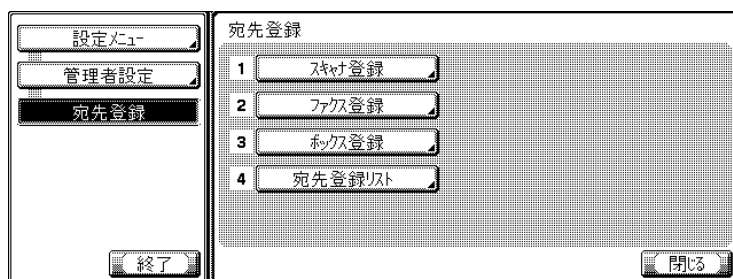 設定ﾒﾆｭｰ
管理者設定
宛先登録
終了
宛先登録
1 ｽｷｬﾅ登録
2 ﾌｧｸｽ登録
3 ﾎﾞｯｸｽ登録
4 宛先登録ﾘｽﾄ
閉じる